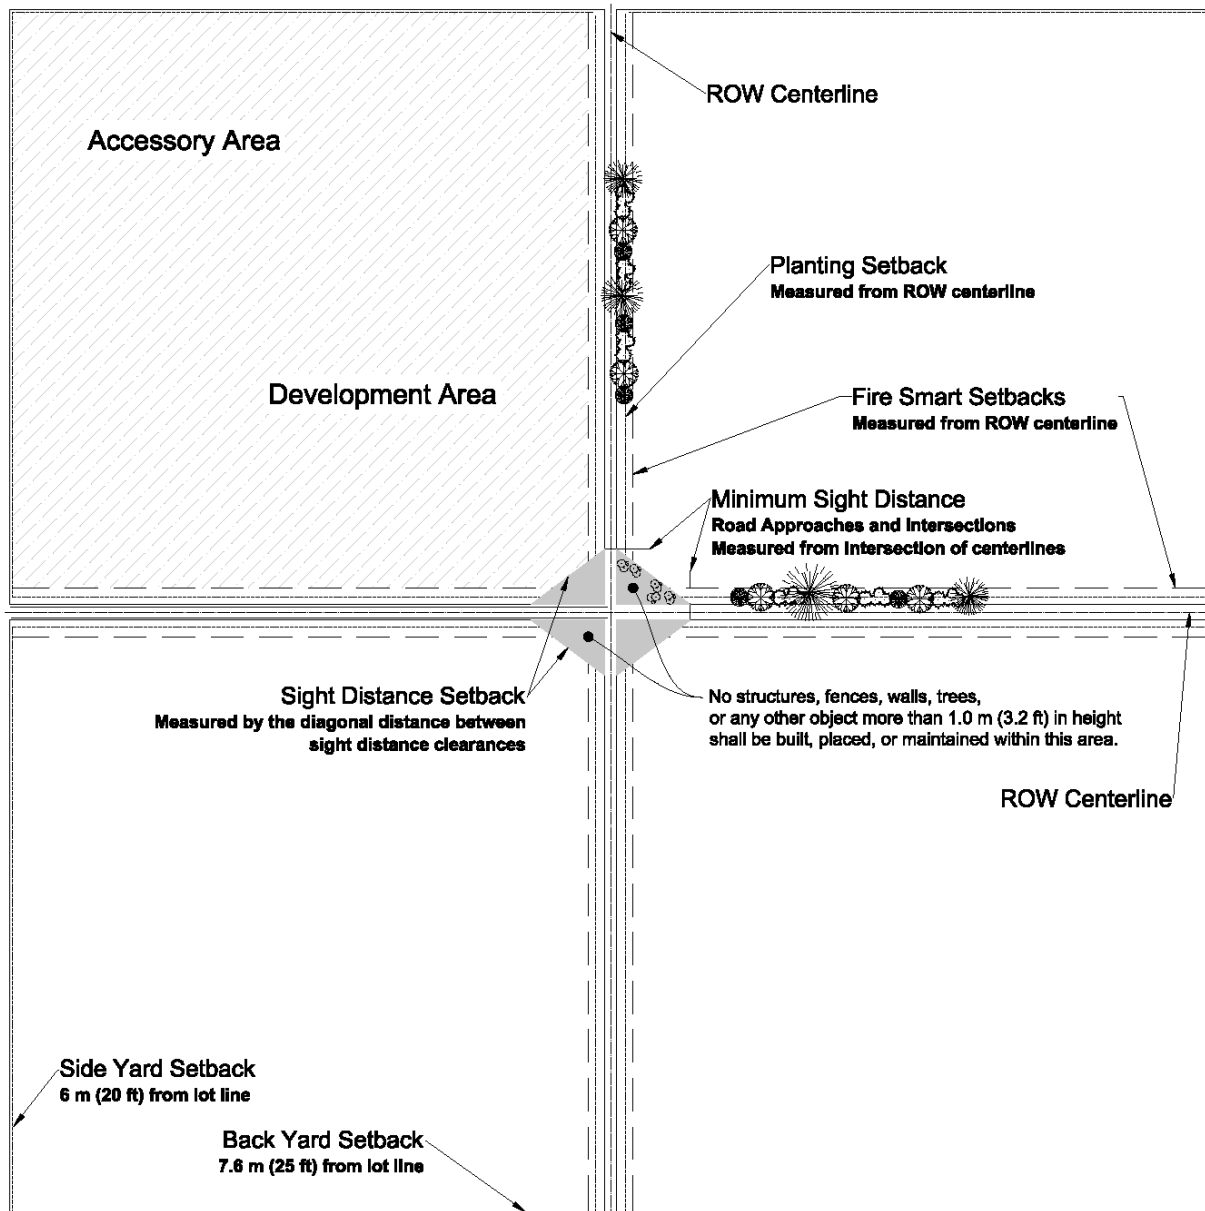 ROW Centerline
Accessory Area
Planting Setback
Measured from ROW centerline
Development Area
Fire Smart Setbacks
Measured from ROW centerline
Minimum Sight Distance
Road Approaches and Intersections
Measured from Intersection of centerlines
Sight Distance Setback
Measured by the diagonal distance between
sight distance clearances
No structures, fences, walls, trees,
or any other object more than 1.0 m (3.2 ft) in height
shall be built, placed, or maintained within this area.
ROW Centerline
Side Yard Setback
6 m (20 ft) from lot line
Back Yard Setback
7.6 m (25 ft) from lot line